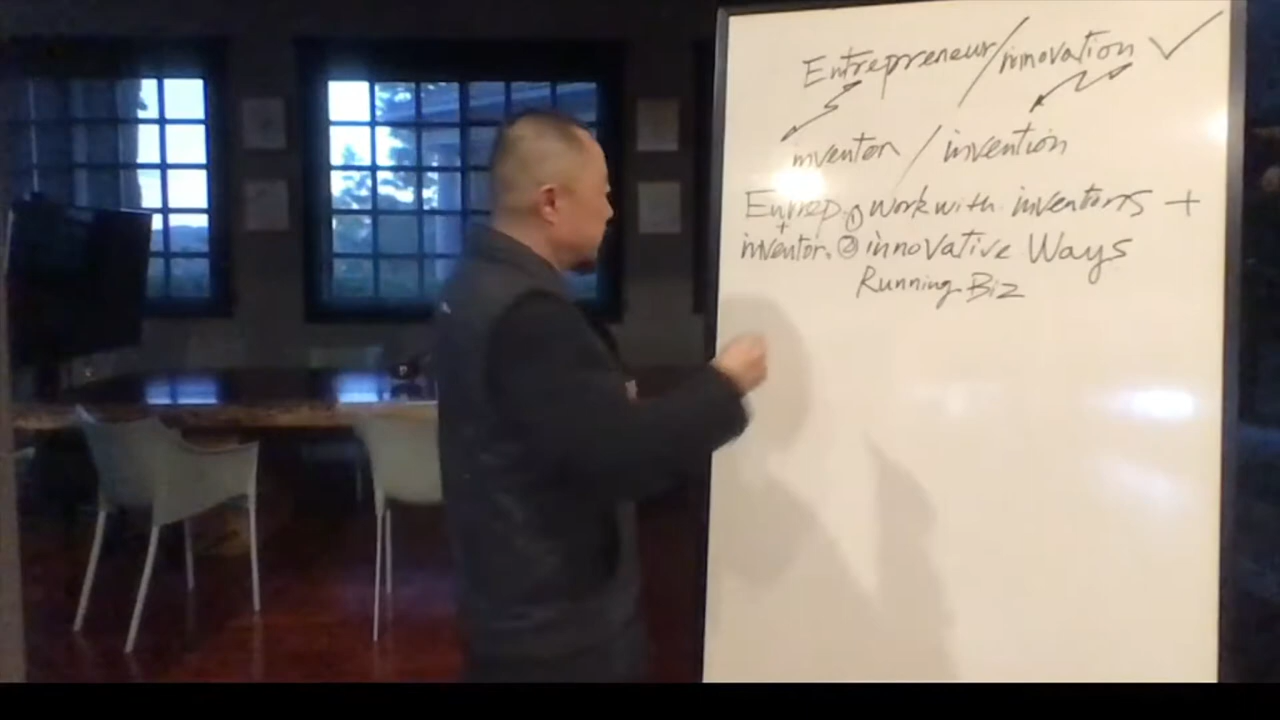 Entrepreneur/innovation ✓
inventor / invention
Entrep. ① work with inventors +
+
inventor. ② innovative Ways
Running Biz